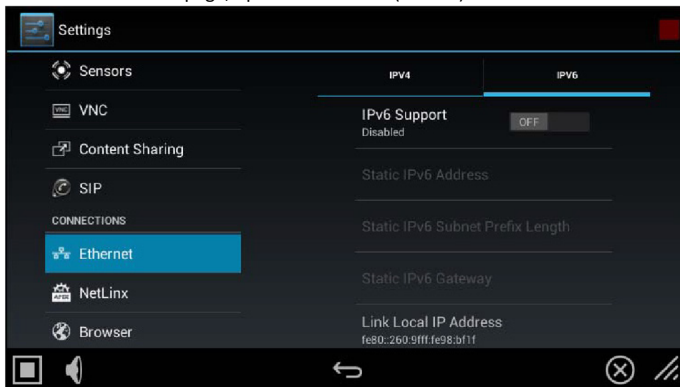 Settings
Sensors
VNC
VNC
Content Sharing
SIP
CONNECTIONS
Ethernet
NetLinx
Browser
IPV4
IPV6
IPv6 Support
Disabled
OFF
Static IPv6 Address
Static IPv6 Subnet Prefix Length
Static IPv6 Gateway
Link Local IP Address
fe80::260:9fff:fe98:bf1f